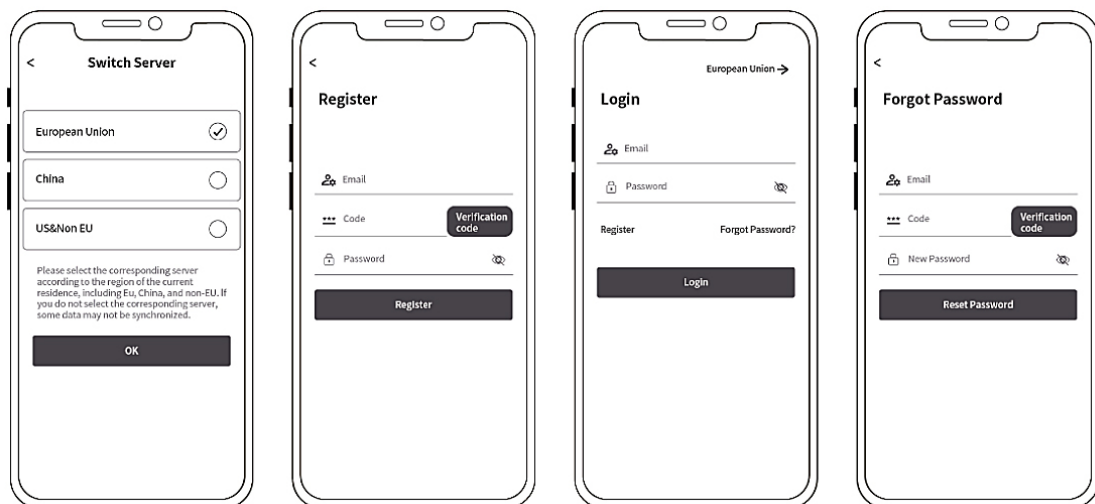 Switch Server
European Union
China
US&Non EU
Please select the corresponding server
according to the region of the current
residence, including Eu, China, and non-EU. If
you do not select the corresponding server,
some data may not be synchronized.
OK
Register
Email
Code
Verification
code
Password
Register
European Union →
Login
Email
Password
Register Forgot Password?
Login
Forgot Password
Email
Code
Verification
code
New Password
Reset Password